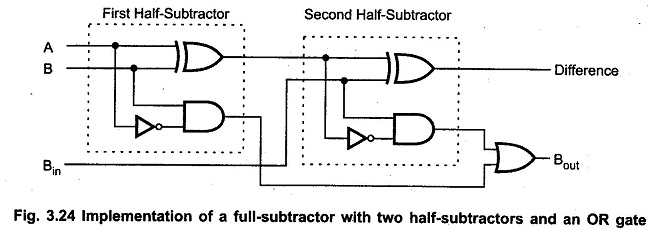 First Half-Subtractor
Second Half-Subtractor
A
B
Difference
Bin
Bout
Fig. 3.24 Implementation of a full-subtractor with two half-subtractors and an OR gate